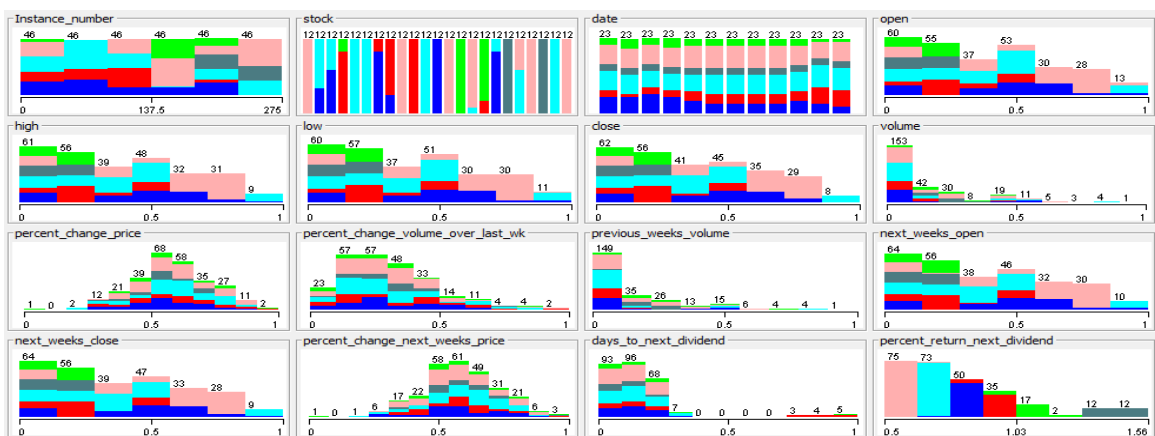 Instance_number
46 46 46 46 46 46
0 137.5 275
stock
12 12 12 12 12 12 12 12 12 12 12 12 12 12 12 12 12 12 12 12 12 12 12
date
23 23 23 23 23 23 23 23 23 23 23 23
open
60 55 37 53 30 28 13
0 0.5 1
high
61 56 39 48 32 31 9
0 0.5 1
low
60 57 37 51 30 30 11
0 0.5 1
close
62 56 41 45 35 29 8
0 0.5 1
volume
153 42 30 8 19 11 5 3 4 1
0 0.5 1
percent_change_price
1 0 2 12 21 39 68 58 35 27 11 2
0 0.5 1
percent_change_volume_over_last_wk
23 57 57 48 33 14 11 4 4 2
0 0.5 1
previous_weeks_volume
149 35 26 13 15 6 4 4 1
0 0.5 1
next_weeks_open
64 56 38 46 32 30 10
0 0.5 1
next_weeks_close
64 56 39 47 33 28 9
0 0.5 1
percent_change_next_weeks_price
1 0 1 6 17 22 58 61 49 31 21 6 3
0 0.5 1
days_to_next_dividend
93 96 68 7 0 0 0 0 3 4 5
0 0.5 1
percent_return_next_dividend
75 73 50 35 17 2 12 12
0.5 1.03 1.56